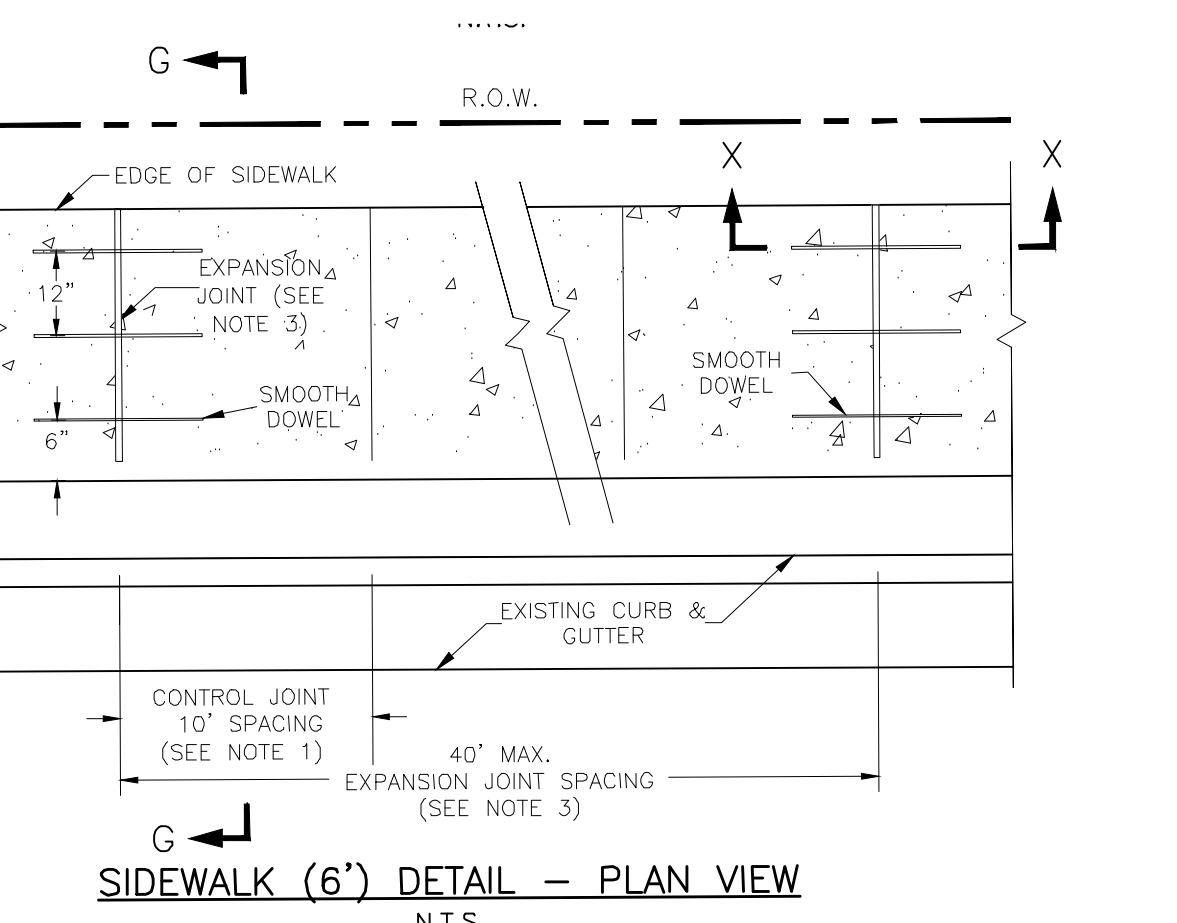 N.T.S.
G
R.O.W.
X X
EDGE OF SIDEWALK
12"
EXPANSION
JOINT (SEE
NOTE 3)
SMOOTH
DOWEL
6"
SMOOTH
DOWEL
EXISTING CURB &
GUTTER
CONTROL JOINT
10' SPACING
(SEE NOTE 1)
40' MAX.
EXPANSION JOINT SPACING
(SEE NOTE 3)
G
SIDEWALK (6') DETAIL – PLAN VIEW
N.T.S.